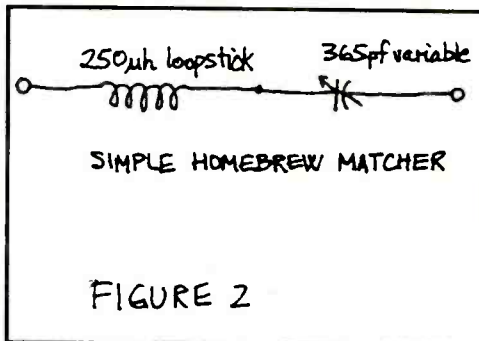 250μh loopstick
365pf variable
SIMPLE HOMEBREW MATCHER
FIGURE 2